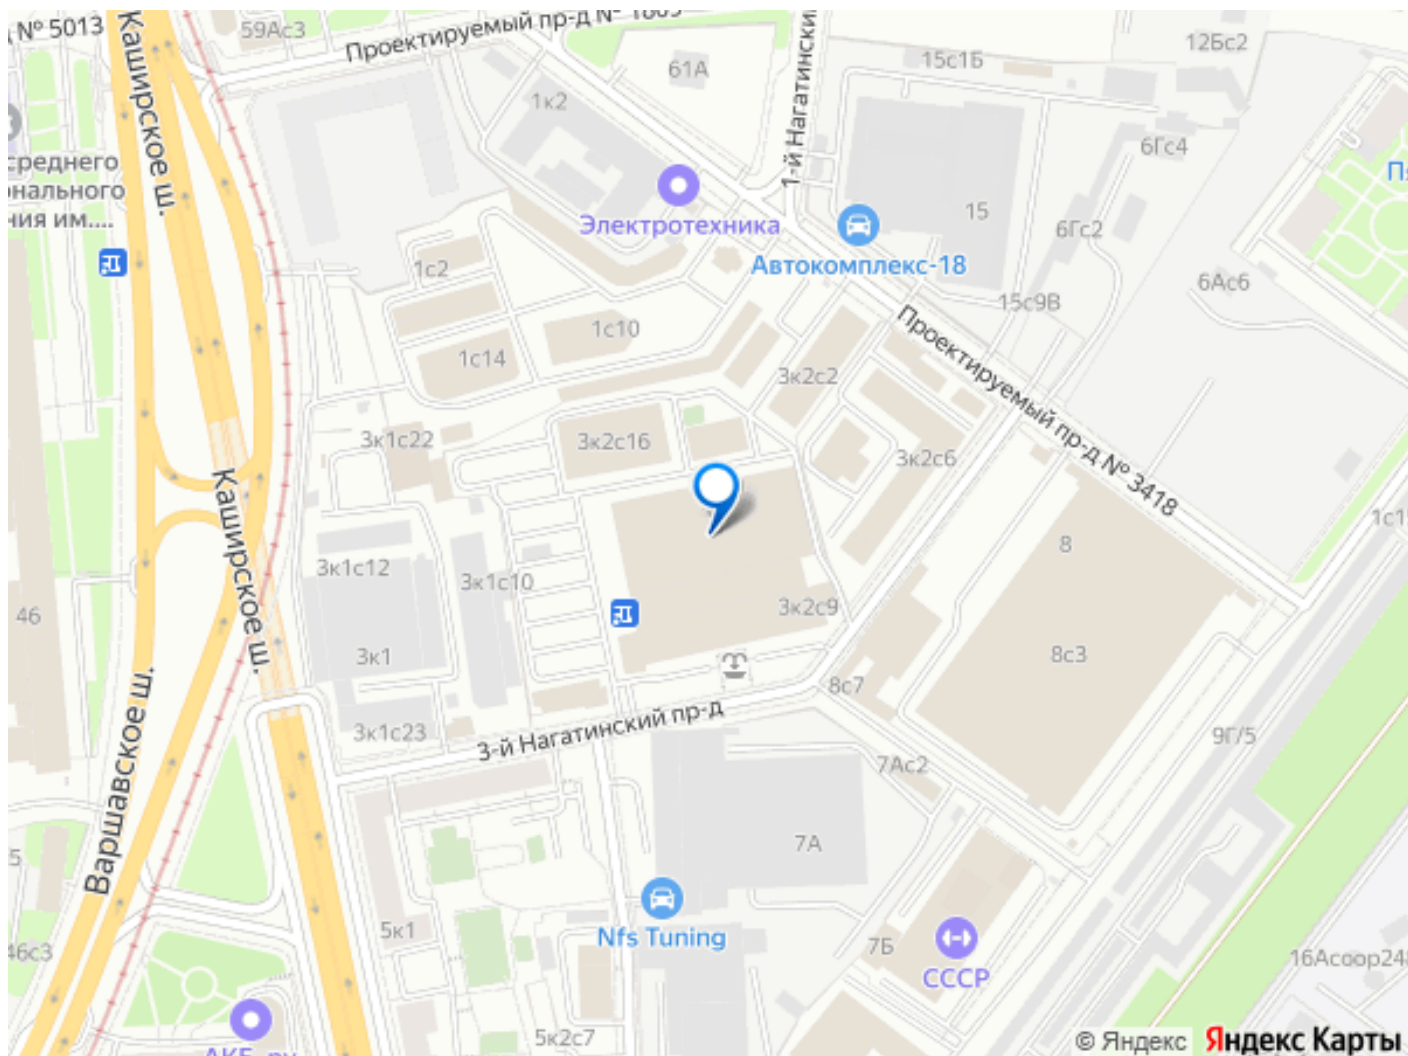 № 5013
59Ас3
Проектируемый пр-д №
Каширское ш.
61А
1-й Нагатинский
15с1Б
12Бс2
1к2
6Гс4
среднего
онального
ния им....
Электротехника
15
Автокомплекс-18
6Гс2
1с2
6Ас6
15с9В
1с10
1с14
3к2с2
Проектируемый пр-д № 3418
3к1с22
3к2с16
3к2с6
Каширское ш.
8
3к1с12
3к1с10
3к2с9
46
3к1
8с3
8с7
3-й Нагатинский пр-д
3к1с23
9Г/5
7Ас2
Варшавское ш.
7А
5к1
Nfs Tuning
7Б
СССР
46с3
16Асоор248
5к2с7
© Яндекс Яндекс Карты